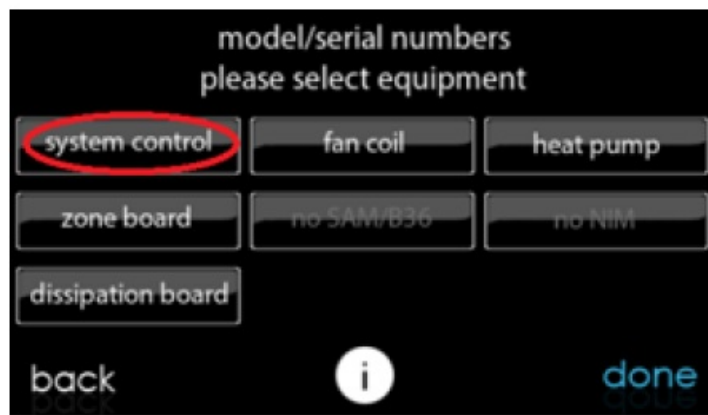 model/serial numbers
please select equipment
system control fan coil heat pump
zone board no SAM/B36 no NIM
dissipation board
back i done